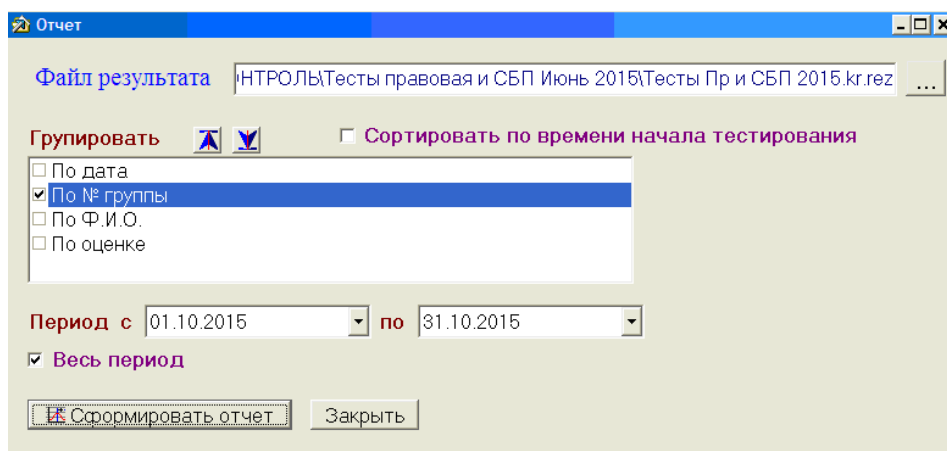 Отчет
Файл результата НТРОЛЬ\Тесты правовая и СБП Июнь 2015\Тесты Пр и СБП 2015.kr.rez ...
Групировать Сортировать по времени начала тестирования
По дата
По № группы
По Ф.И.О.
По оценке
Период с 01.10.2015 по 31.10.2015
Весь период
Сформировать отчет Закрыть